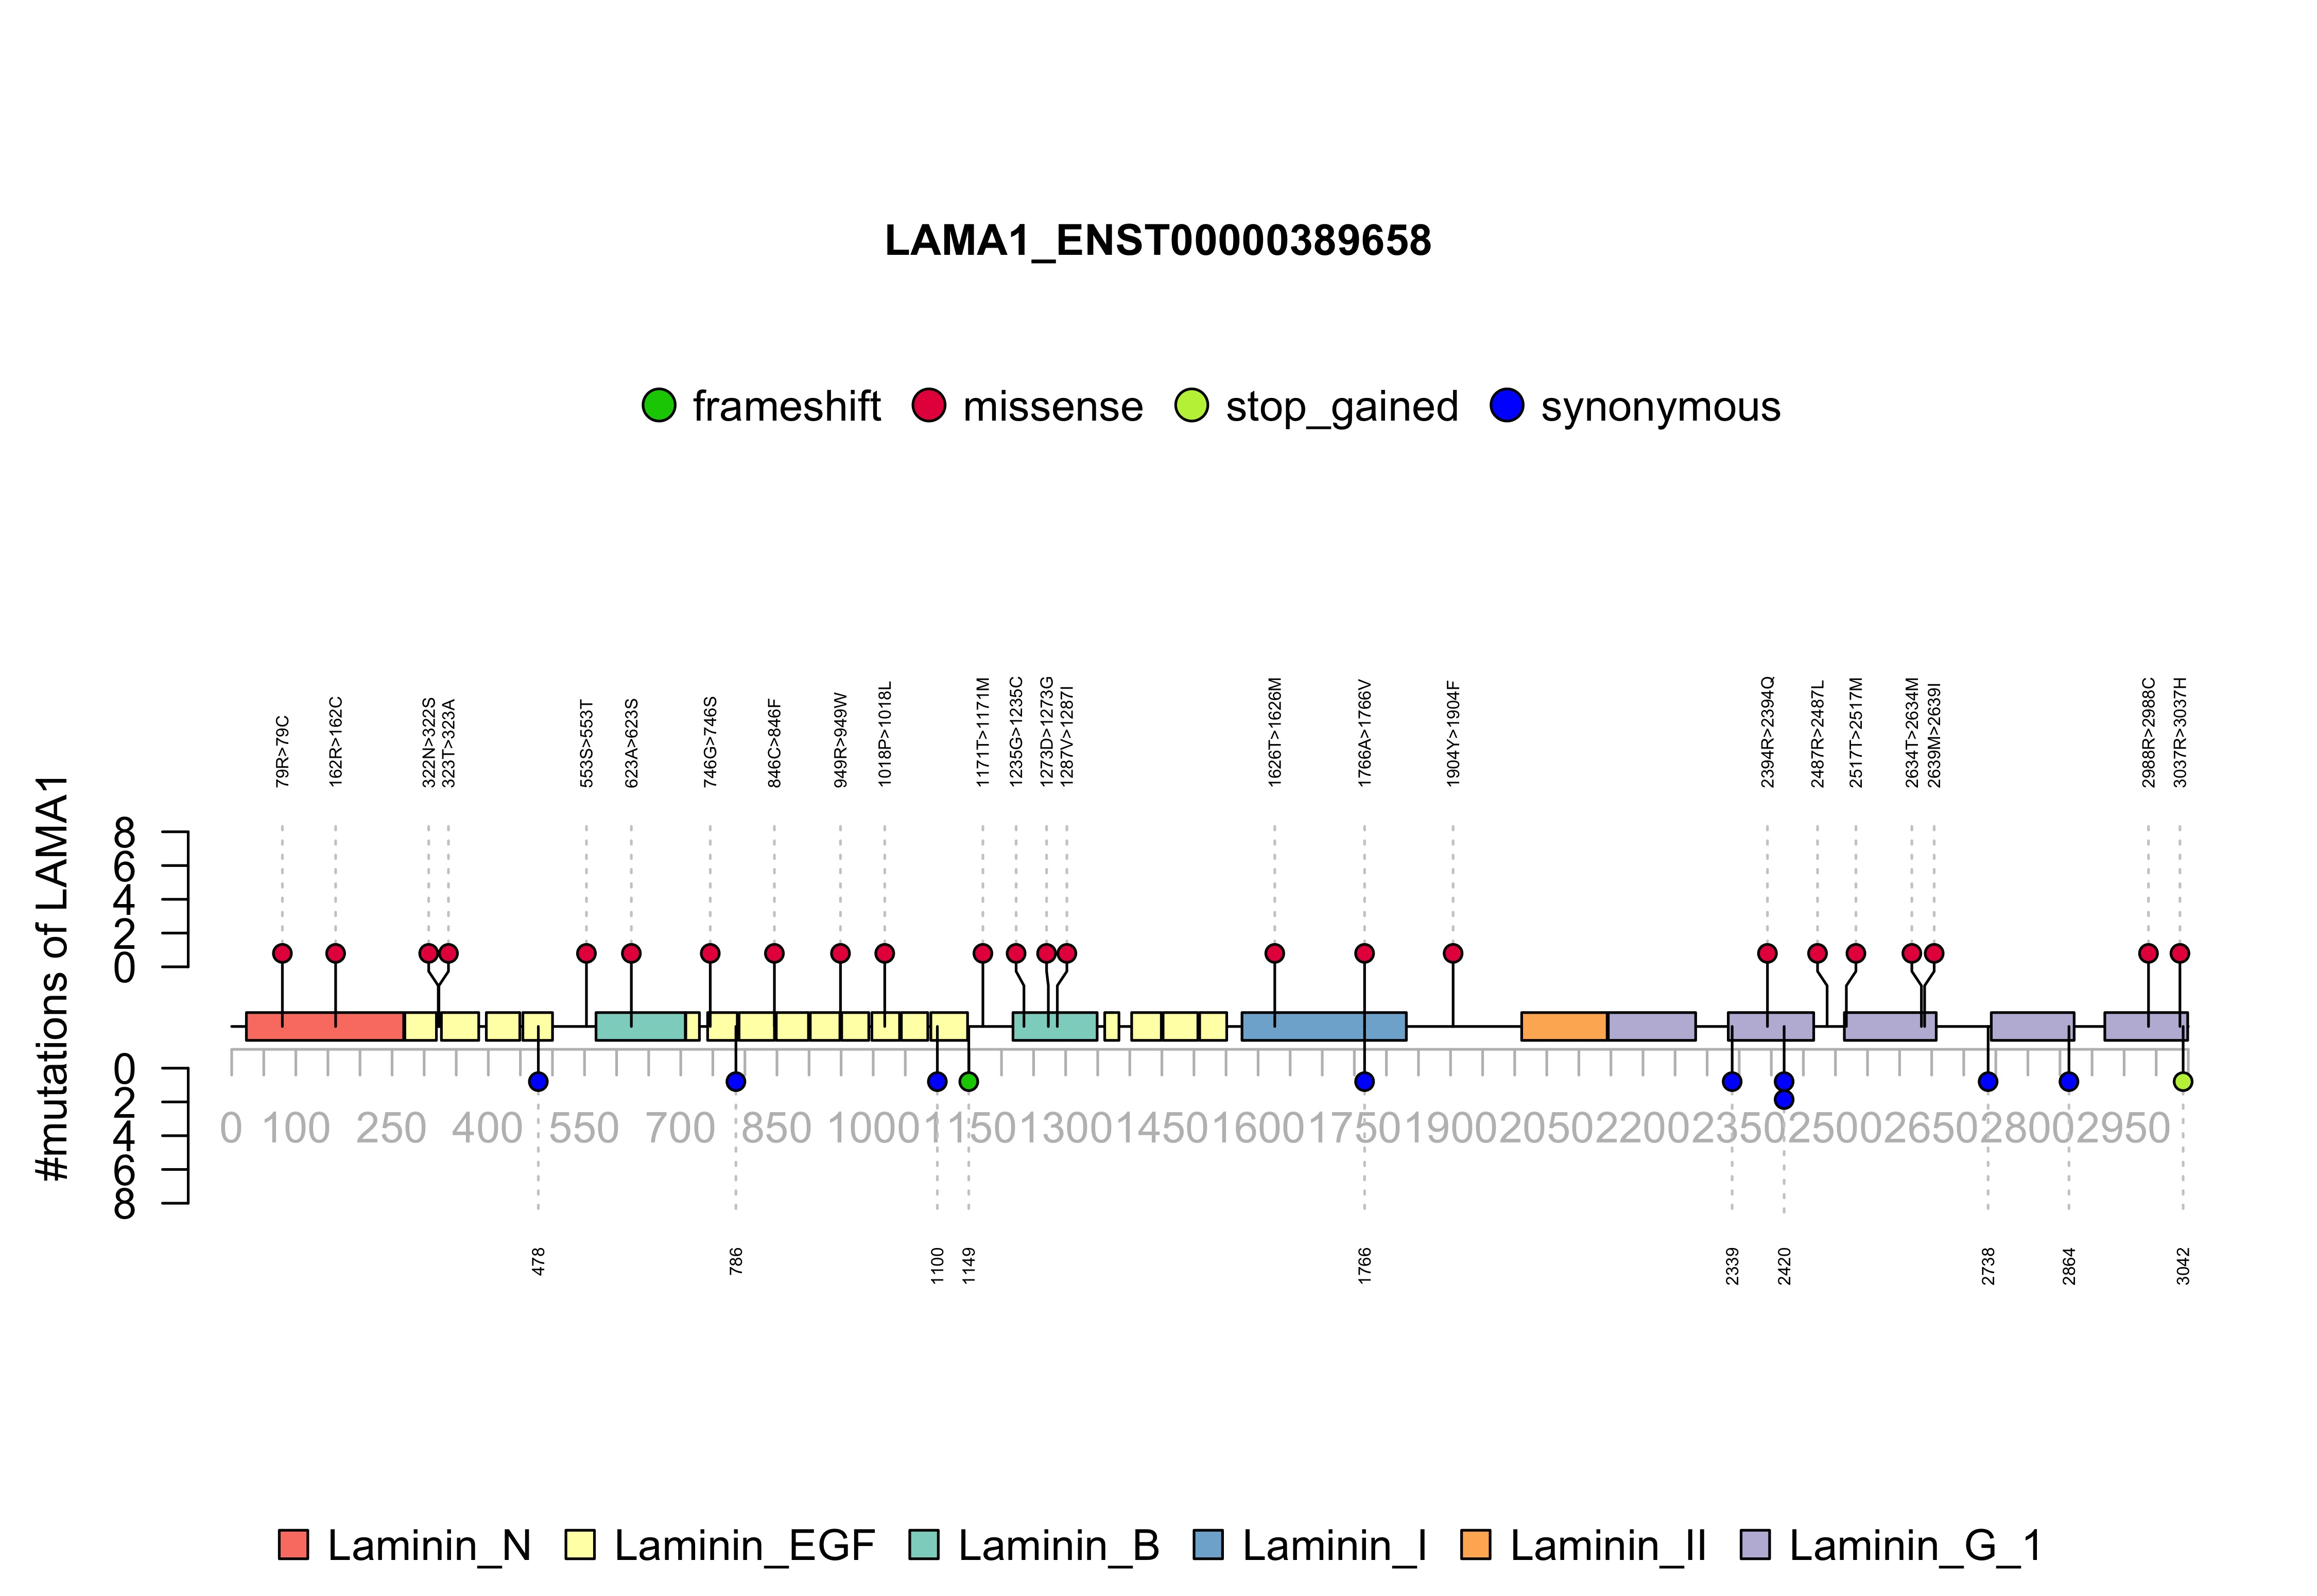 LAMA1_ENST00000389658
frameshift missense stop_gained synonymous
79R>79C 162R>162C 322N>322S 323T>323A 553S>553T 623A>623S 746G>746S 846C>846F 949R>949W 1018P>1018L 1171T>1171M 1235G>1235C 1273D>1273G 1287V>1287I 1626T>1626M 1766A>1766V 1904Y>1904F 2394R>2394Q 2487R>2487L 2517T>2517M 2634T>2634M 2639M>2639I 2988R>2988C 3037R>3037H
#mutations of LAMA1
8
6
4
2
0
0
2
4
6
8
0 100 250 400 550 700 850 1000 1150 1300 1450 1600 1750 1900 2050 2200 2350 2500 2650 2800 2950
478 786 1100 1149 1766 2339 2420 2738 2864 3042
Laminin_N Laminin_EGF Laminin_B Laminin_I Laminin_II Laminin_G_1